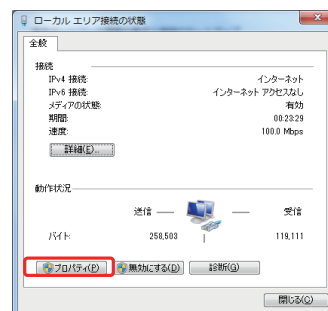 ローカル エリア接続の状態
全般
接続
IPv4 接続: インターネット
IPv6 接続: インターネット アクセスなし
メディアの状態: 有効
期間: 00:23:29
速度: 100.0 Mbps
詳細(E)...
動作状況
送信 — — 受信
バイト: 258,503 | 119,111
プロパティ(P) 無効にする(D) 診断(G)
閉じる(C)